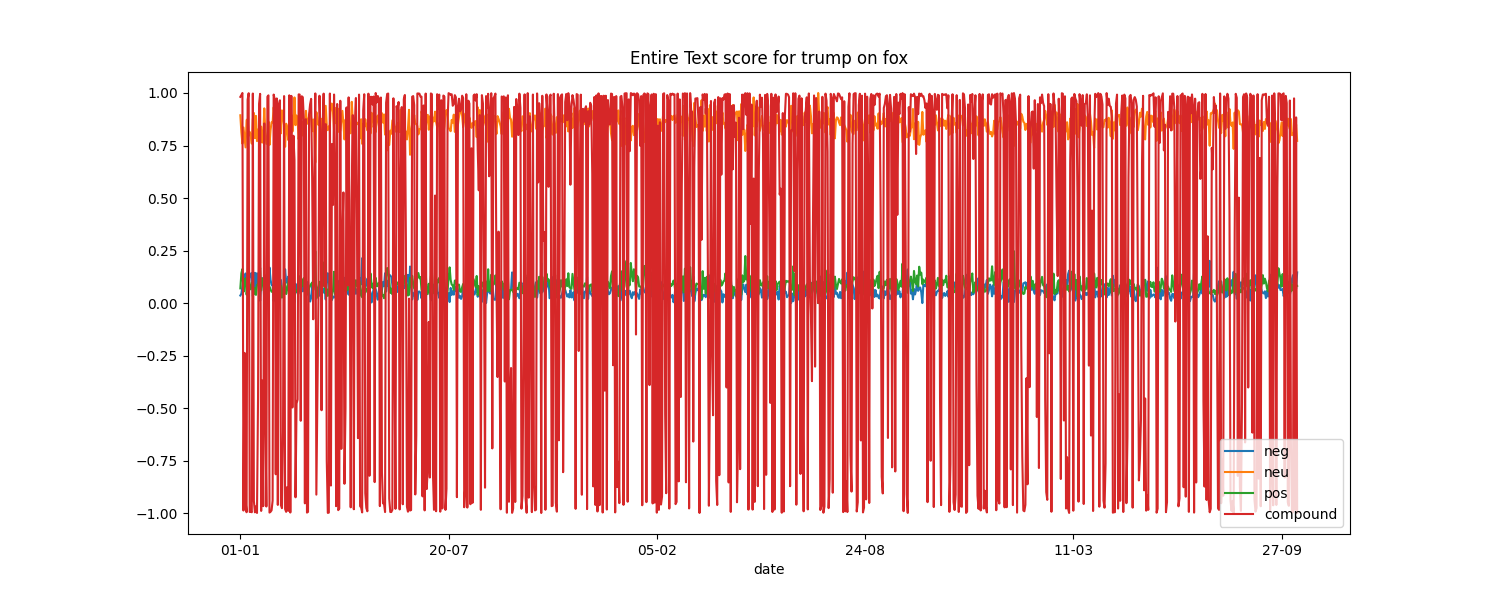 Entire Text score for trump on fox
1.00
0.75
0.50
0.25
0.00
−0.25
−0.50
−0.75
−1.00
neg
neu
pos
compound
01-01 20-07 05-02 24-08 11-03 27-09
date